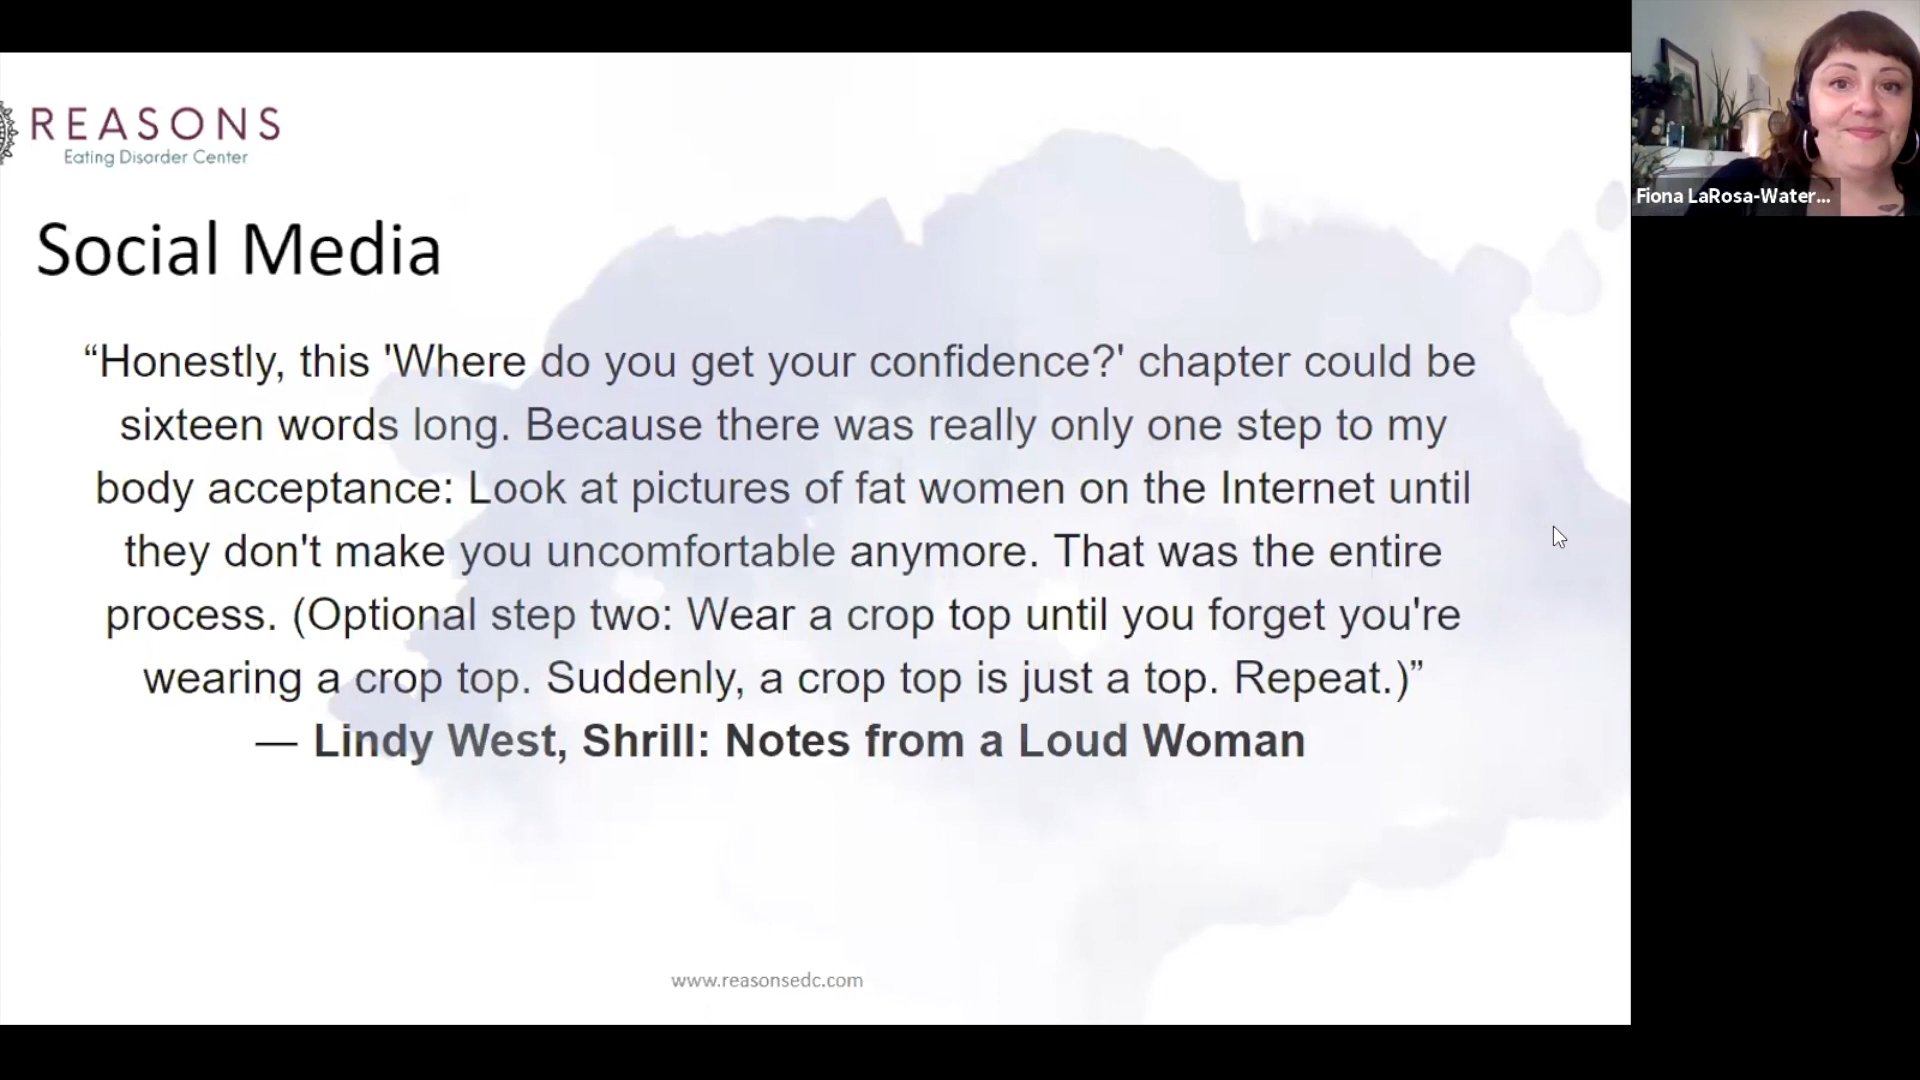 REASONS
Eating Disorder Center
Fiona LaRosa-Water...
Social Media
“Honestly, this 'Where do you get your confidence?' chapter could be
sixteen words long. Because there was really only one step to my
body acceptance: Look at pictures of fat women on the Internet until
they don't make you uncomfortable anymore. That was the entire
process. (Optional step two: Wear a crop top until you forget you're
wearing a crop top. Suddenly, a crop top is just a top. Repeat.)”
— Lindy West, Shrill: Notes from a Loud Woman
www.reasonsedc.com